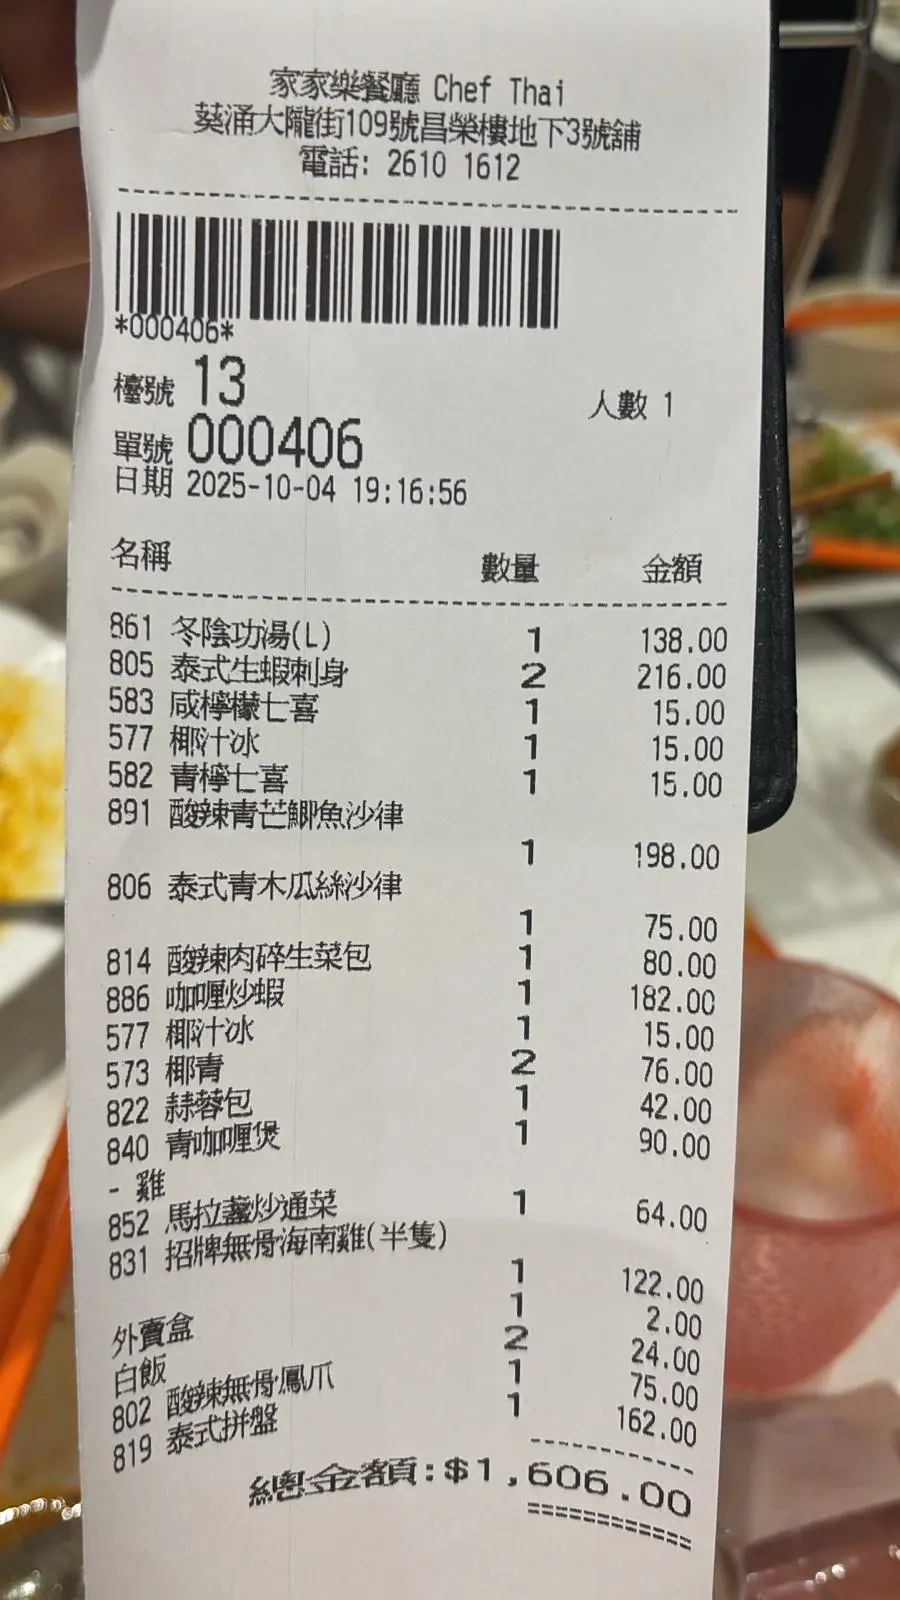 家家樂餐廳 Chef Thai
葵涌大隴街109號昌榮樓地下3號舖
電話: 2610 1612
*000406*
檯號 13 人數 1
單號 000406
日期 2025-10-04 19:16:56
名稱 數量 金額
861 冬陰功湯(L) 1 138.00
805 泰式生蝦刺身 2 216.00
583 咸檸檬七喜 1 15.00
577 椰汁冰 1 15.00
582 青檸七喜 1 15.00
891 酸辣青芒鯽魚沙律
1 198.00
806 泰式青木瓜絲沙律
1 75.00
814 酸辣肉碎生菜包 1 80.00
886 咖喱炒蝦 1 182.00
577 椰汁冰 1 15.00
573 椰青 2 76.00
822 蒜蓉包 1 42.00
840 青咖喱煲 1 90.00
- 雞
852 馬拉盞炒通菜 1 64.00
831 招牌無骨海南雞(半隻)
1 122.00
外賣盒 1 2.00
白飯 2 24.00
802 酸辣無骨鳳爪 1 75.00
819 泰式拼盤 1 162.00
總金額:$1,606.00